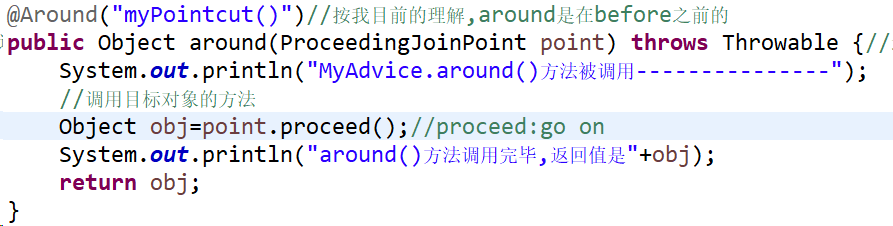 @Around("myPointcut()")//按我目前的理解,around是在before之前的
public Object around(ProceedingJoinPoint point) throws Throwable {//
System.out.println("MyAdvice.around()方法被调用---------------");
//调用目标对象的方法
Object obj=point.proceed();//proceed:go on
System.out.println("around()方法调用完毕,返回值是"+obj);
return obj;
}